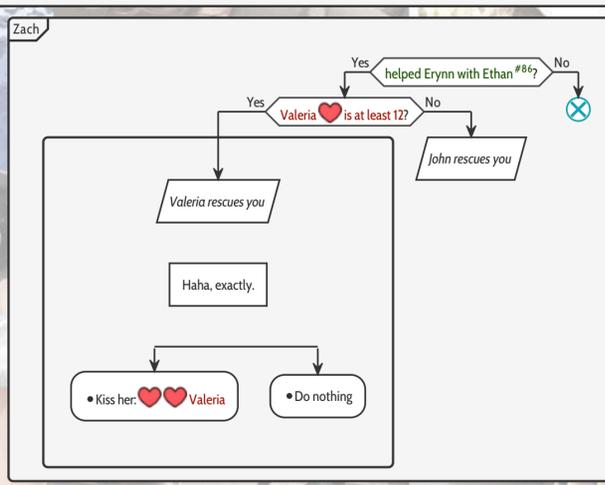 Zach
Yes
No
helped Erynn with Ethan #86?
Yes
Valeria ❤ is at least 12?
No
John rescues you
Valeria rescues you
Haha, exactly.
• Kiss her: ❤❤ Valeria
• Do nothing